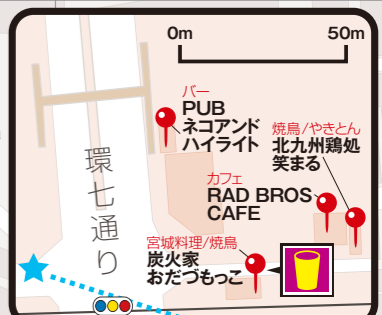 0m 50m
バー
PUB
ネコアンド
ハイライト
焼鳥/やきとん
北九州鶏処
笑まる
環七通り
カフェ
RAD BROS
CAFE
宮城料理/焼鳥
炭火家
おだづもっこ